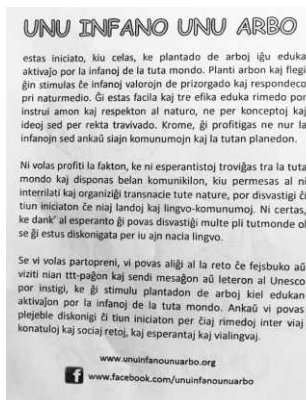 UNU INFANO UNU ARBO
estas iniciato, kiu celas, ke plantado de arboj iĝu eduka
aktivaĵo por la infanoj de la tuta mondo. Planti arbon kaj flegi
ĝin stimulas ĉe infanoj valorojn de prizorgado kaj respondeco
pri naturmedio. Ĝi estas facila kaj tre efika eduka rimedo por
instrui amon kaj respekton al naturo, ne per konceptoj kaj
ideoj sed per rekta travivado. Krome, ĝi profitigas ne nur la
infanojn sed ankaŭ siajn komunumojn kaj la tutan planedon.
Ni volas profiti la fakton, ke ni esperantistoj troviĝas tra la tuta
mondo kaj disponas belan komunikilon, kiu permesas al ni
interrilati kaj organiziĝi transnacie tute nature, por disvastigi ĉi
tiun iniciaton ĉe niaj landoj kaj lingvo-komunumoj. Ni certas,
ke dank' al esperanto ĝi povas disvastiĝi multe pli tutmonde ol
se ĝi estus diskonigata per iu ajn nacia lingvo.
Se vi volas partopreni, vi povas aliĝi al la reto ĉe fejsbuko aŭ
viziti nian ttt-paĝon kaj sendi mesaĝon aŭ leteron al Unesco
por instigi, ke ĝi stimulu plantadon de arboj kiel edukan
aktivaĵon por la infanoj de la tuta mondo. Ankaŭ vi povas
plejeble diskonigi ĉi tiun iniciaton per ĉiaj rimedoj inter viaj
konatuloj kaj sociaj retoj, kaj esperantaj kaj vialingvaj.
www.unuinfanounuarbo.org
f www.facebook.com/unuinfanounuarbo